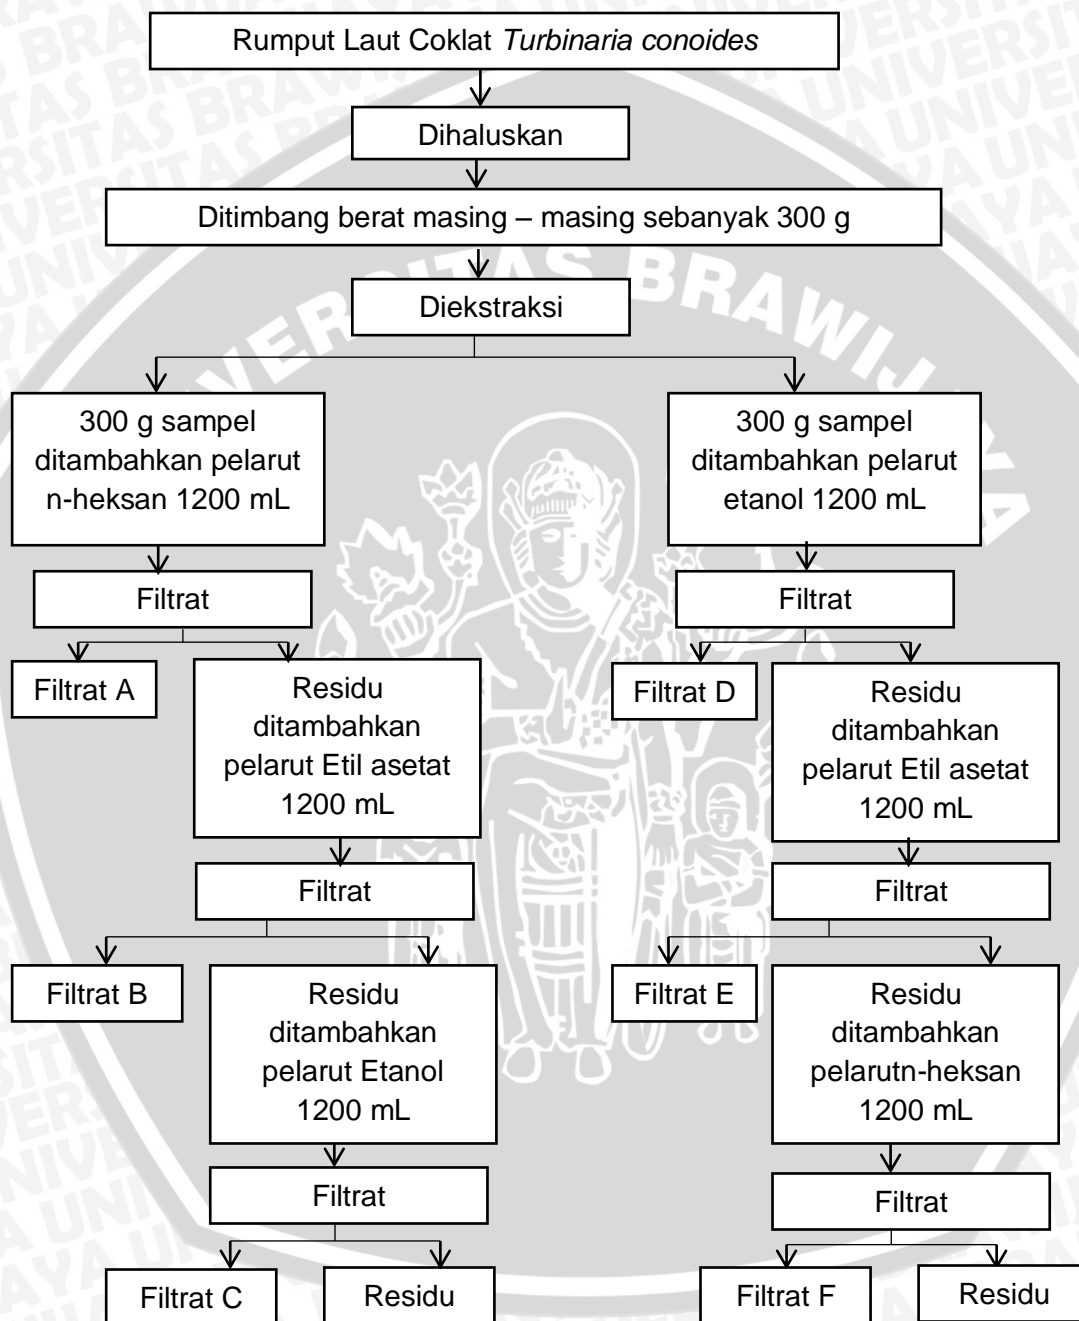 Rumput Laut Coklat Turbinaria conoides
Dihaluskan
Ditimbang berat masing – masing sebanyak 300 g
Diekstraksi
300 g sampel
ditambahkan pelarut
n-heksan 1200 mL
300 g sampel
ditambahkan pelarut
etanol 1200 mL
Filtrat
Filtrat
Filtrat A
Residu
ditambahkan
pelarut Etil asetat
1200 mL
Filtrat D
Residu
ditambahkan
pelarut Etil asetat
1200 mL
Filtrat
Filtrat
Filtrat B
Residu
ditambahkan
pelarut Etanol
1200 mL
Filtrat E
Residu
ditambahkan
pelarutn-heksan
1200 mL
Filtrat
Filtrat
Filtrat C
Residu
Filtrat F
Residu